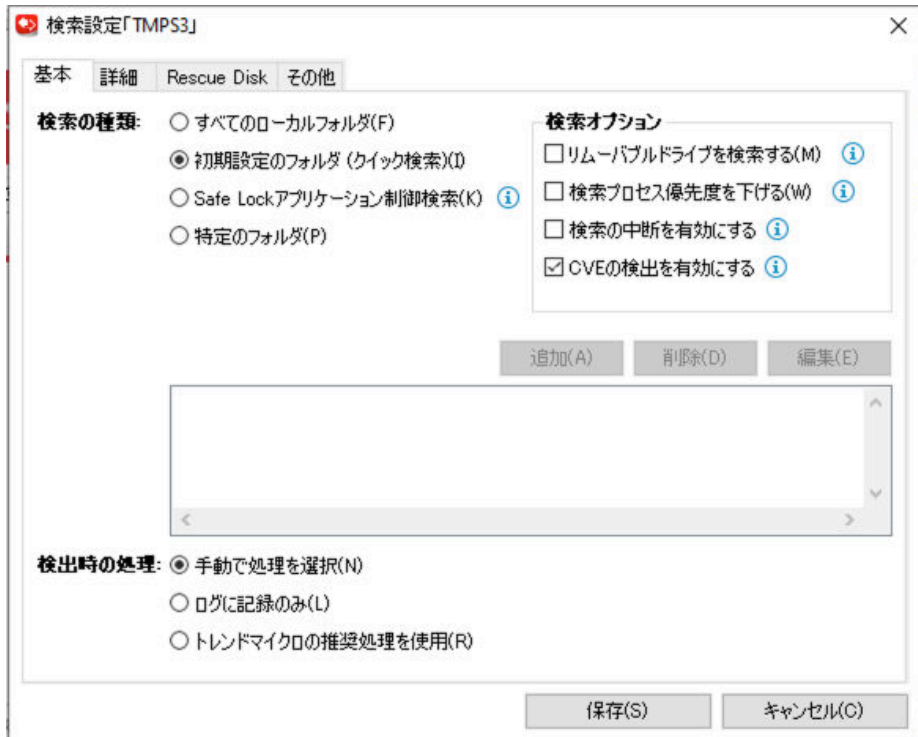 検索設定「TMPS3」
基本 詳細 Rescue Disk その他
検索の種類:
すべてのローカルフォルダ(F)
初期設定のフォルダ (クイック検索)(I)
Safe Lockアプリケーション制御検索(K)
特定のフォルダ(P)
検索オプション
リムーバブルドライブを検索する(M)
検索プロセス優先度を下げる(W)
検索の中断を有効にする
CVEの検出を有効にする
追加(A) 削除(D) 編集(E)
検出時の処理:
手動で処理を選択(N)
ログに記録のみ(L)
トレンドマイクロの推奨処理を使用(R)
保存(S) キャンセル(C)